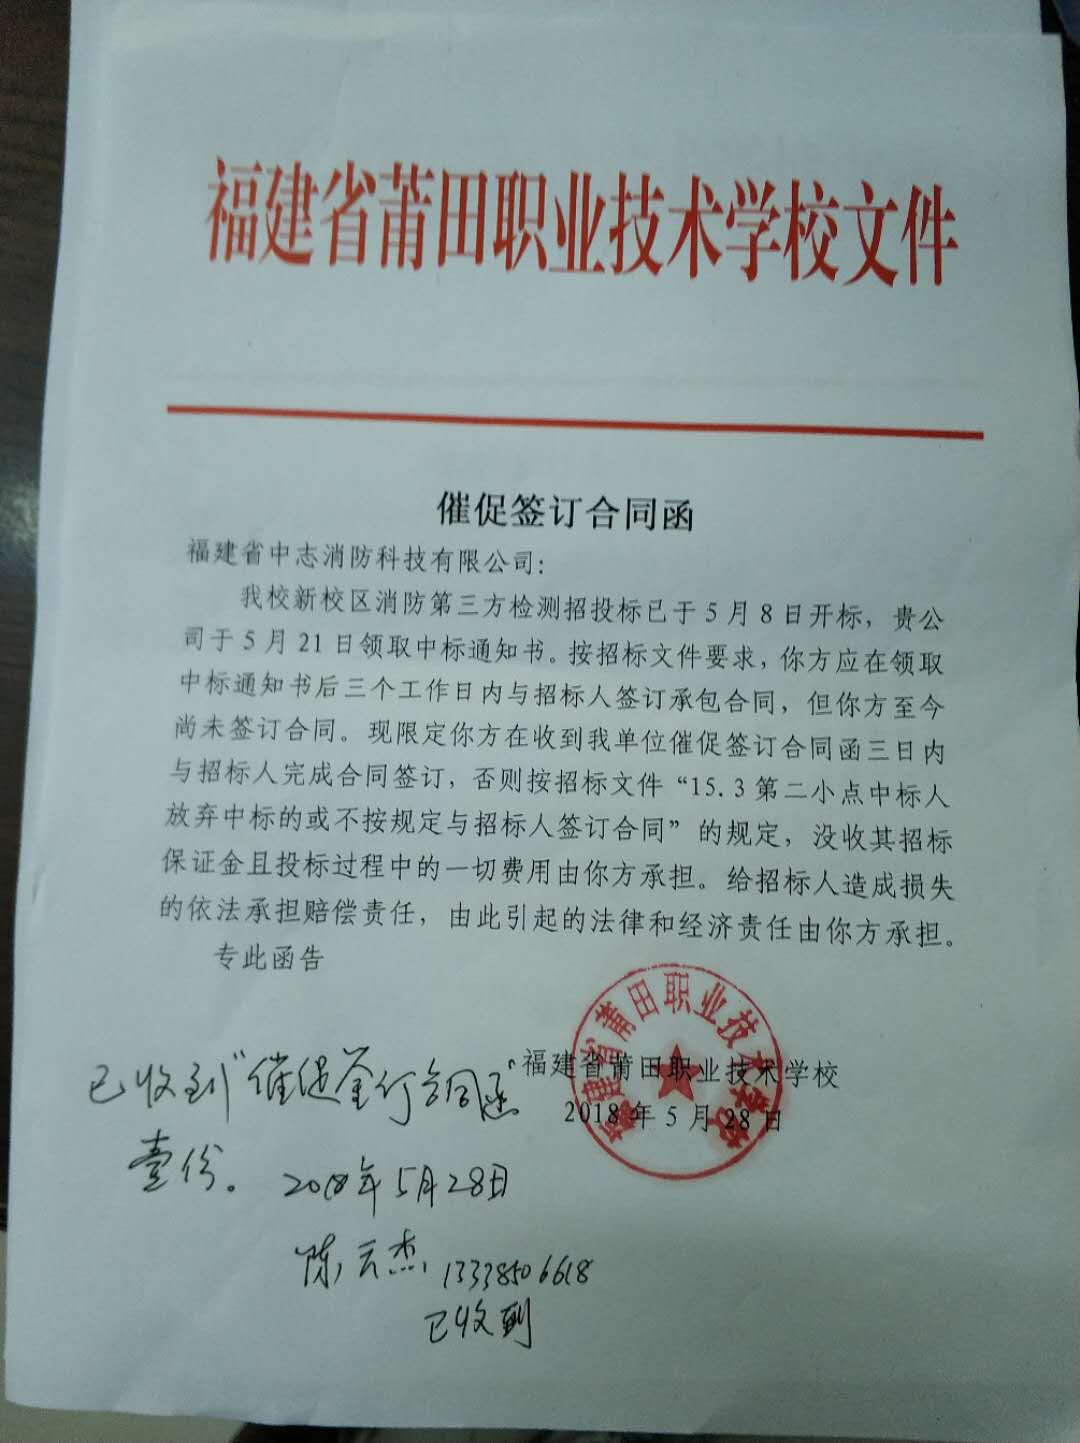 福建省莆田职业技术学校文件
催促签订合同函
福建省中志消防科技有限公司：
我校新校区消防第三方检测招投标已于5月8日开标，贵公
司于5月21日领取中标通知书。按招标文件要求，你方应在领取
中标通知书后三个工作日内与招标人签订承包合同，但你方至今
尚未签订合同。现限定你方在收到我单位催促签订合同函三日内
与招标人完成合同签订，否则按招标文件“15.3第二小点中标人
放弃中标的或不按规定与招标人签订合同”的规定，没收其招标
保证金且投标过程中的一切费用由你方承担。给招标人造成损失
的依法承担赔偿责任，由此引起的法律和经济责任由你方承担。
专此函告
福建省莆田职业技术学校
2018年5月28日
福建省莆田职业技术学校
已收到“催促签订合同函”
壹份。 2018年5月28日
陈云杰 13338506618
已收到